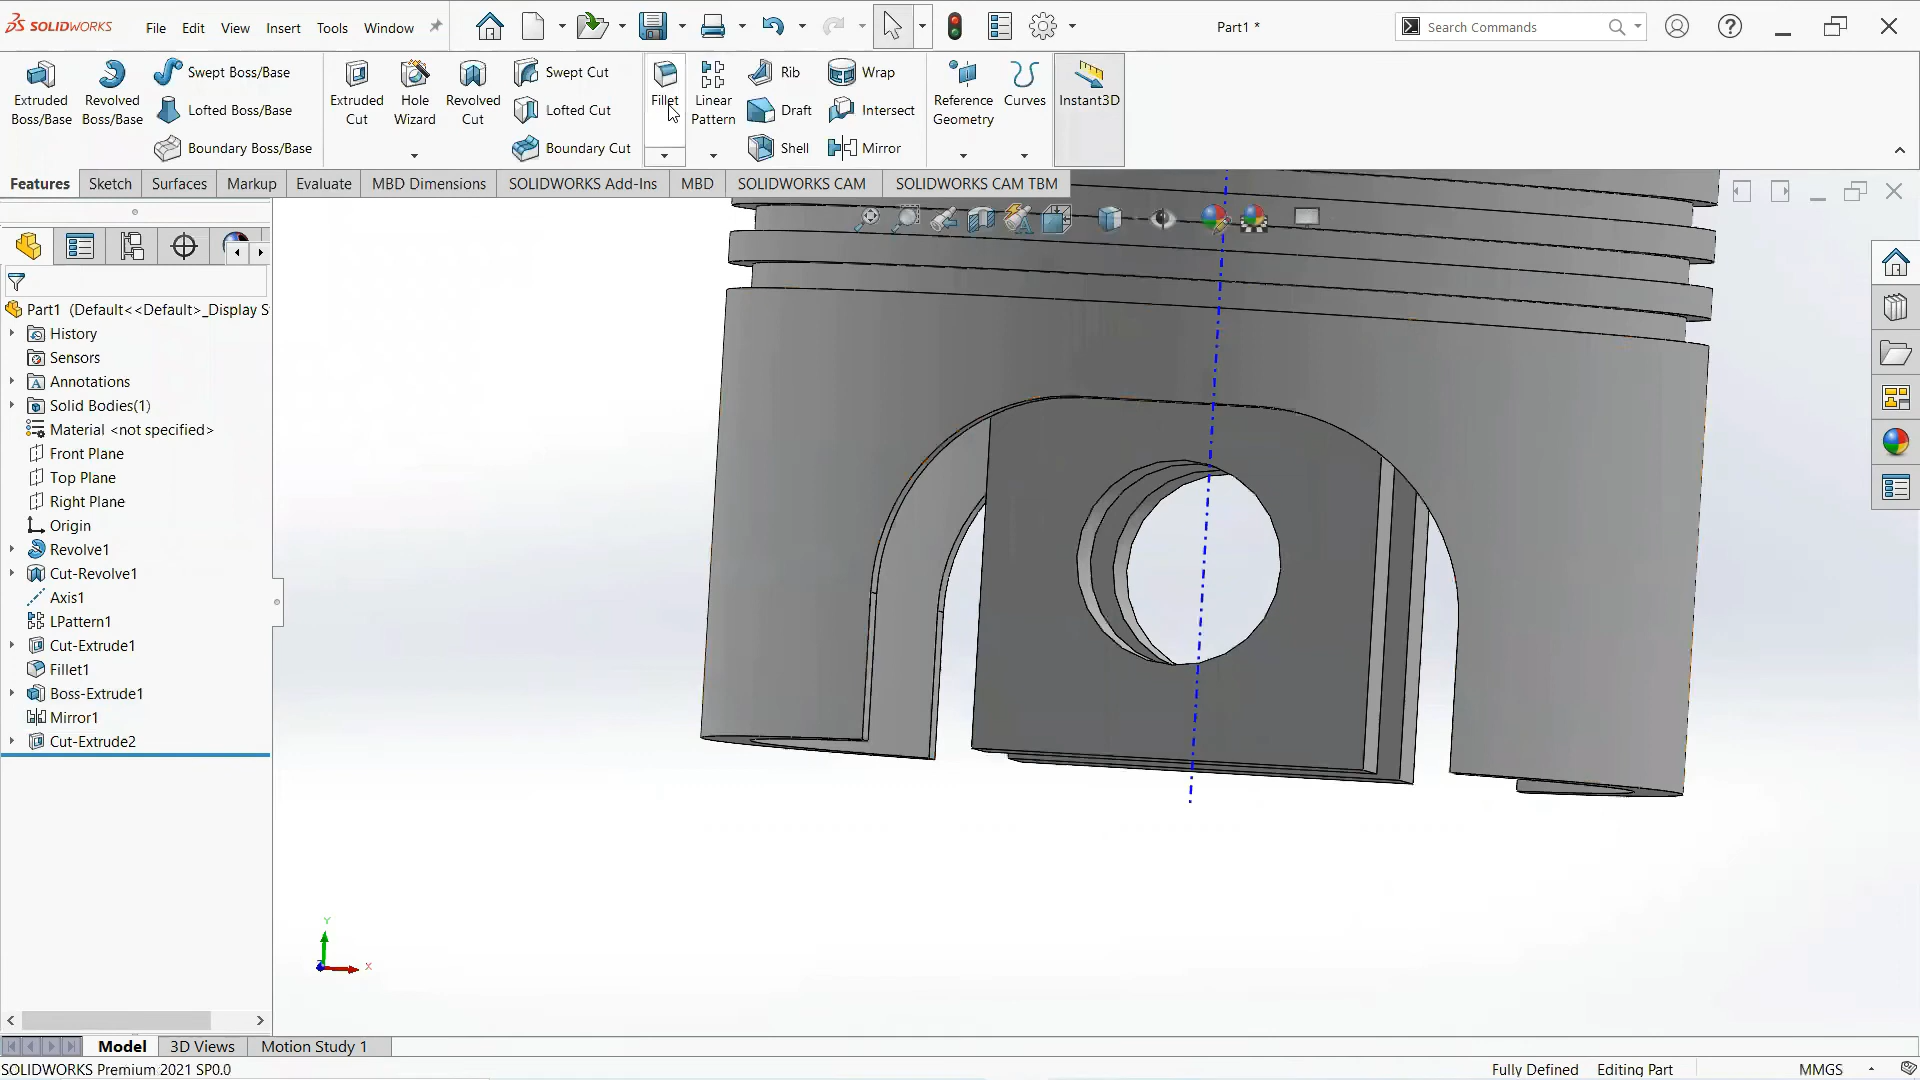 SOLIDWORKS
File Edit View Insert Tools Window
Part1 *
Search Commands
Extruded Boss/Base
Revolved Boss/Base
Swept Boss/Base
Lofted Boss/Base
Boundary Boss/Base
Extruded Cut
Hole Wizard
Revolved Cut
Swept Cut
Lofted Cut
Boundary Cut
Fillet
Linear Pattern
Rib
Draft
Shell
Wrap
Intersect
Mirror
Reference Geometry
Curves
Instant3D
Features Sketch Surfaces Markup Evaluate MBD Dimensions SOLIDWORKS Add-Ins MBD SOLIDWORKS CAM SOLIDWORKS CAM TBM
Part1 (Default<<Default>_Display S
History
Sensors
Annotations
Solid Bodies(1)
Material <not specified>
Front Plane
Top Plane
Right Plane
Origin
Revolve1
Cut-Revolve1
Axis1
LPattern1
Cut-Extrude1
Fillet1
Boss-Extrude1
Mirror1
Cut-Extrude2
Y
X
Model 3D Views Motion Study 1
SOLIDWORKS Premium 2021 SP0.0
Fully Defined Editing Part MMGS